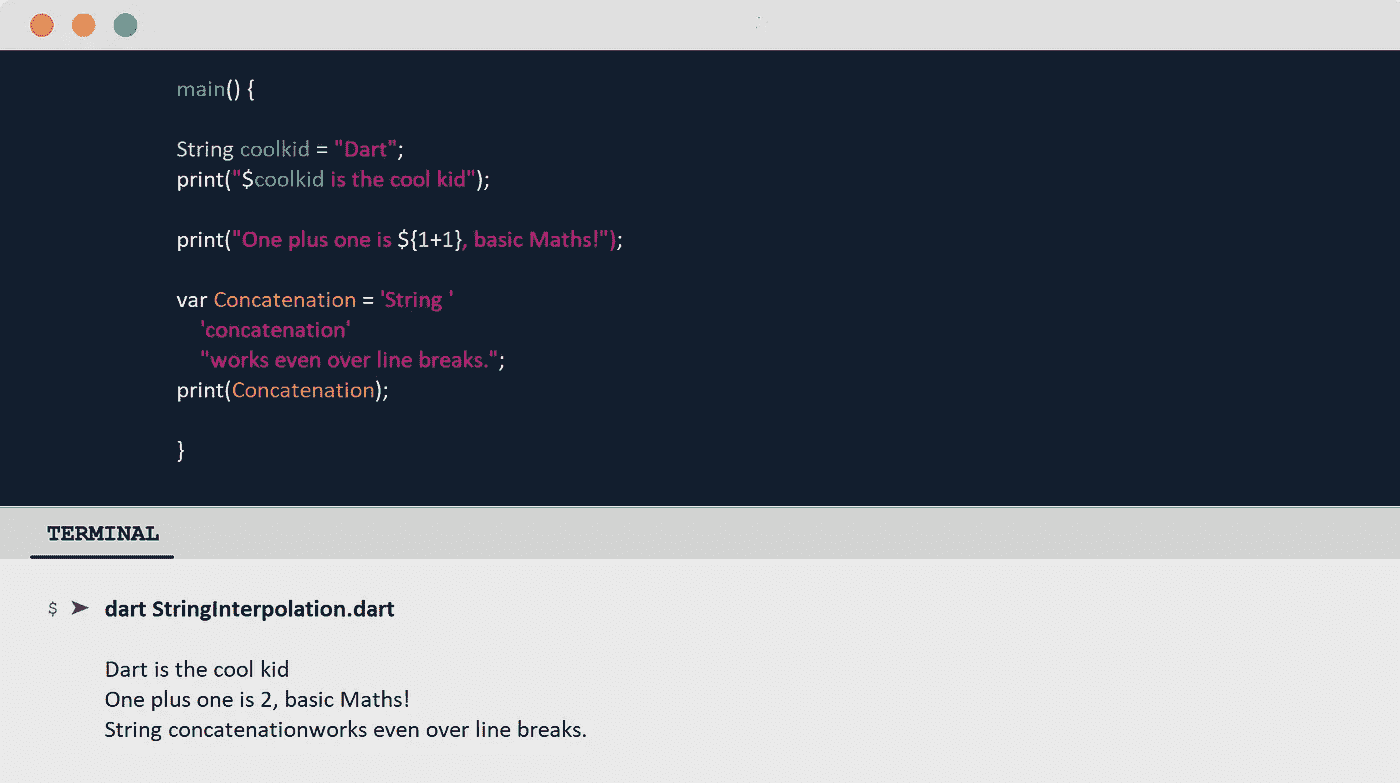 main() {
String coolkid = "Dart";
print("$coolkid is the cool kid");
print("One plus one is ${1+1}, basic Maths!");
var Concatenation = 'String '
'concatenation'
"works even over line breaks.";
print(Concatenation);
}
TERMINAL
$ ➤ dart StringInterpolation.dart
Dart is the cool kid
One plus one is 2, basic Maths!
String concatenationworks even over line breaks.